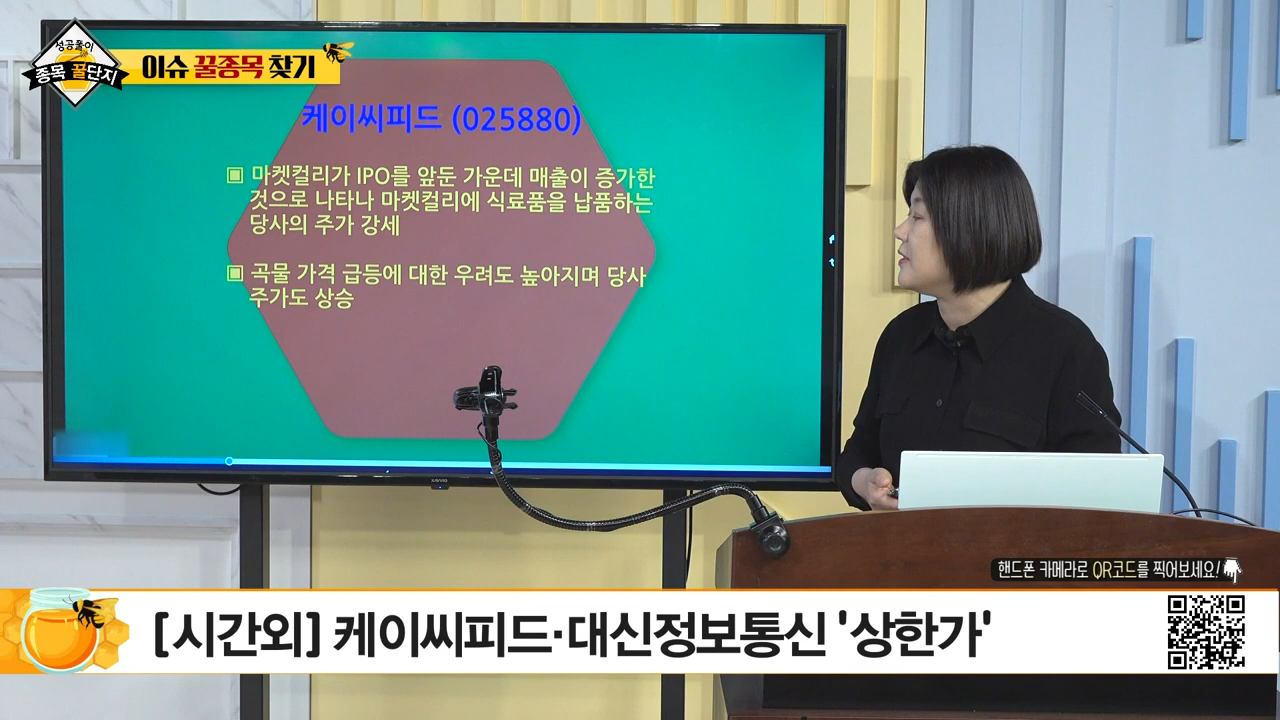 성공풀이
종목 꿀단지
이슈 꿀종목 찾기
케이씨피드 (025880)
▣ 마켓컬리가 IPO를 앞둔 가운데 매출이 증가한
것으로 나타나 마켓컬리에 식료품을 납품하는
당사의 주가 강세
▣ 곡물 가격 급등에 대한 우려도 높아지며 당사
주가도 상승
핸드폰 카메라로 QR코드를 찍어보세요!
[시간외] 케이씨피드·대신정보통신 '상한가'